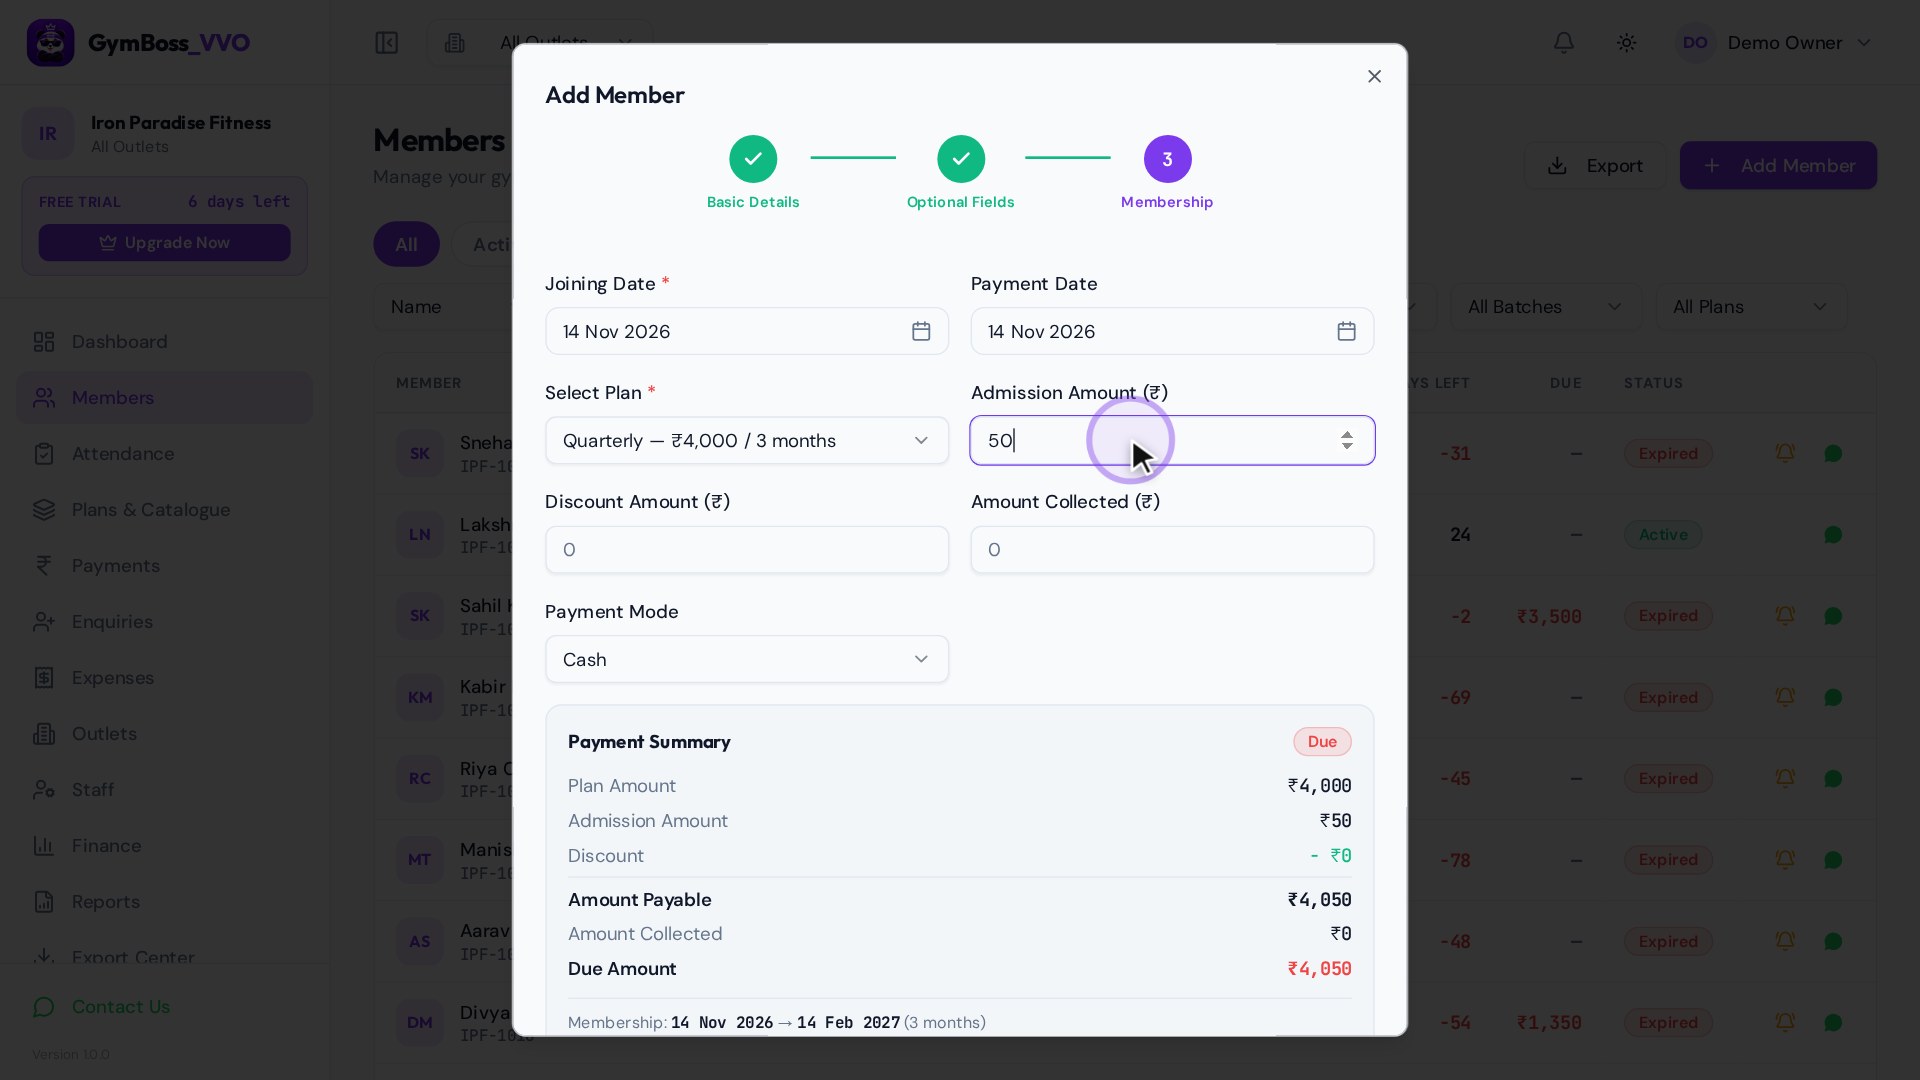 GymBoss_VVO
All Outlets
DO
Demo Owner
IR
Iron Paradise Fitness
All Outlets
FREE TRIAL
6 days left
Upgrade Now
Dashboard
Members
Attendance
Plans & Catalogue
Payments
Enquiries
Expenses
Outlets
Staff
Finance
Reports
Export Center
Contact Us
Version 1.0.0
Members
Manage your gy
Export
Add Member
All
Name
All Batches
All Plans
MEMBER
LEFT
DUE
STATUS
SK
Sneha
-31
—
Expired
LN
Laksh
24
—
Active
SK
Sahil
-2
₹3,500
Expired
KM
Kabir
-69
—
Expired
RC
Riya
-45
—
Expired
MT
Manis
-78
—
Expired
AS
Aarav
-48
—
Expired
DM
Divya
-54
₹1,350
Expired
Add Member
3
Basic Details
Optional Fields
Membership
Joining Date *
Payment Date
14 Nov 2026
14 Nov 2026
Select Plan *
Admission Amount (₹)
Quarterly — ₹4,000 / 3 months
50
Discount Amount (₹)
Amount Collected (₹)
0
0
Payment Mode
Cash
Payment Summary
Due
Plan Amount
₹4,000
Admission Amount
₹50
Discount
- ₹0
Amount Payable
₹4,050
Amount Collected
₹0
Due Amount
₹4,050
Membership: 14 Nov 2026 → 14 Feb 2027 (3 months)